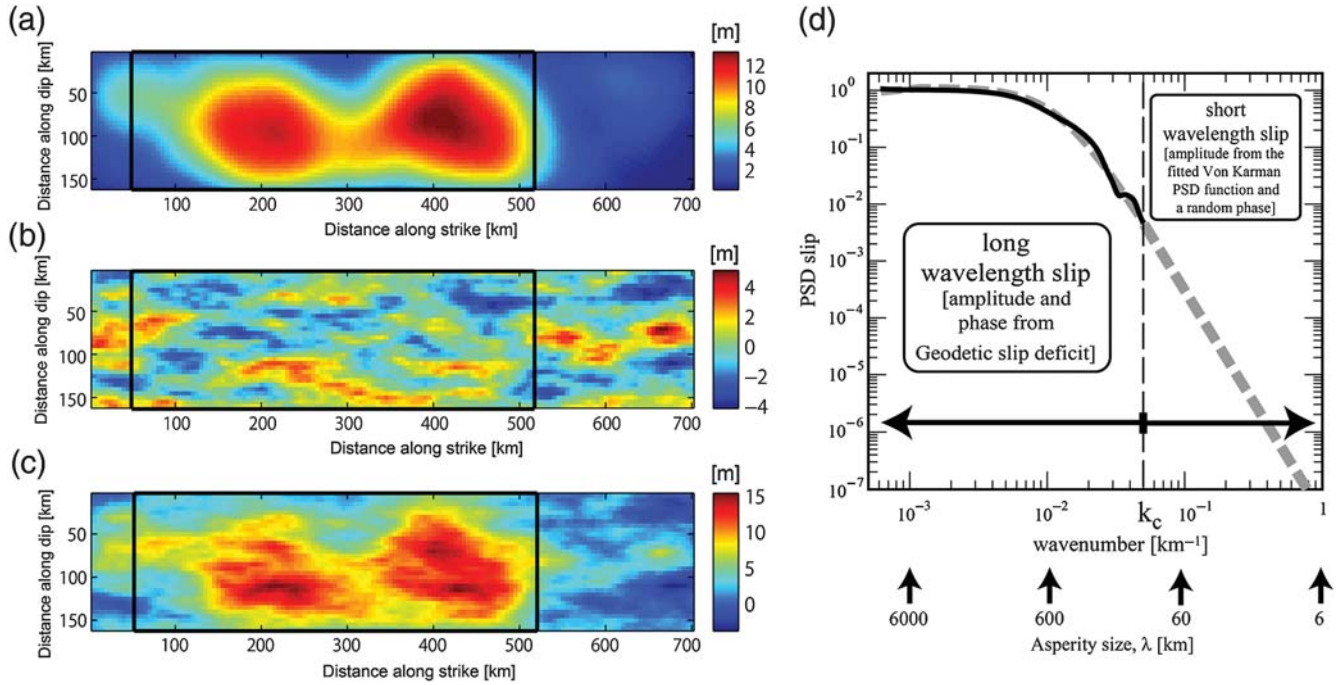 (a)
[m]
Distance along dip [km]
50
100
150
100 200 300 400 500 600 700
Distance along strike [km]
12
10
8
6
4
2
(b)
[m]
Distance along dip [km]
50
100
150
100 200 300 400 500 600 700
Distance along strike [km]
4
2
0
−2
−4
(c)
[m]
Distance along dip [km]
50
100
150
100 200 300 400 500 600 700
Distance along strike [km]
15
10
5
0
(d)
PSD slip
10⁰
10⁻¹
10⁻²
10⁻³
10⁻⁴
10⁻⁵
10⁻⁶
10⁻⁷
short
wavelength slip
[amplitude from the
fitted Von Karman
PSD function and
a random phase]
long
wavelength slip
[amplitude and
phase from
Geodetic slip deficit]
10⁻³ 10⁻² k_c 10⁻¹ 1
wavenumber [km⁻¹]
6000 600 60 6
Asperity size, λ [km]